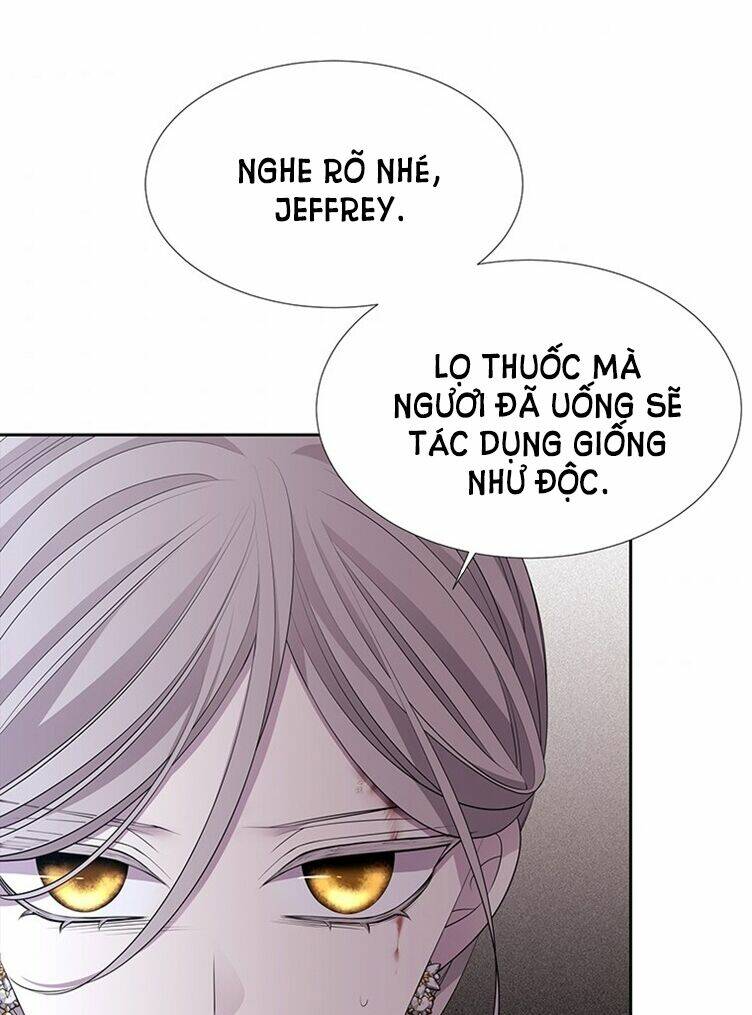 NGHE RÕ NHÉ,
JEFFREY.
LỌ THUỐC MÀ
NGƯƠI ĐÃ UỐNG SẼ
TÁC DỤNG GIỐNG
NHƯ ĐỘC.